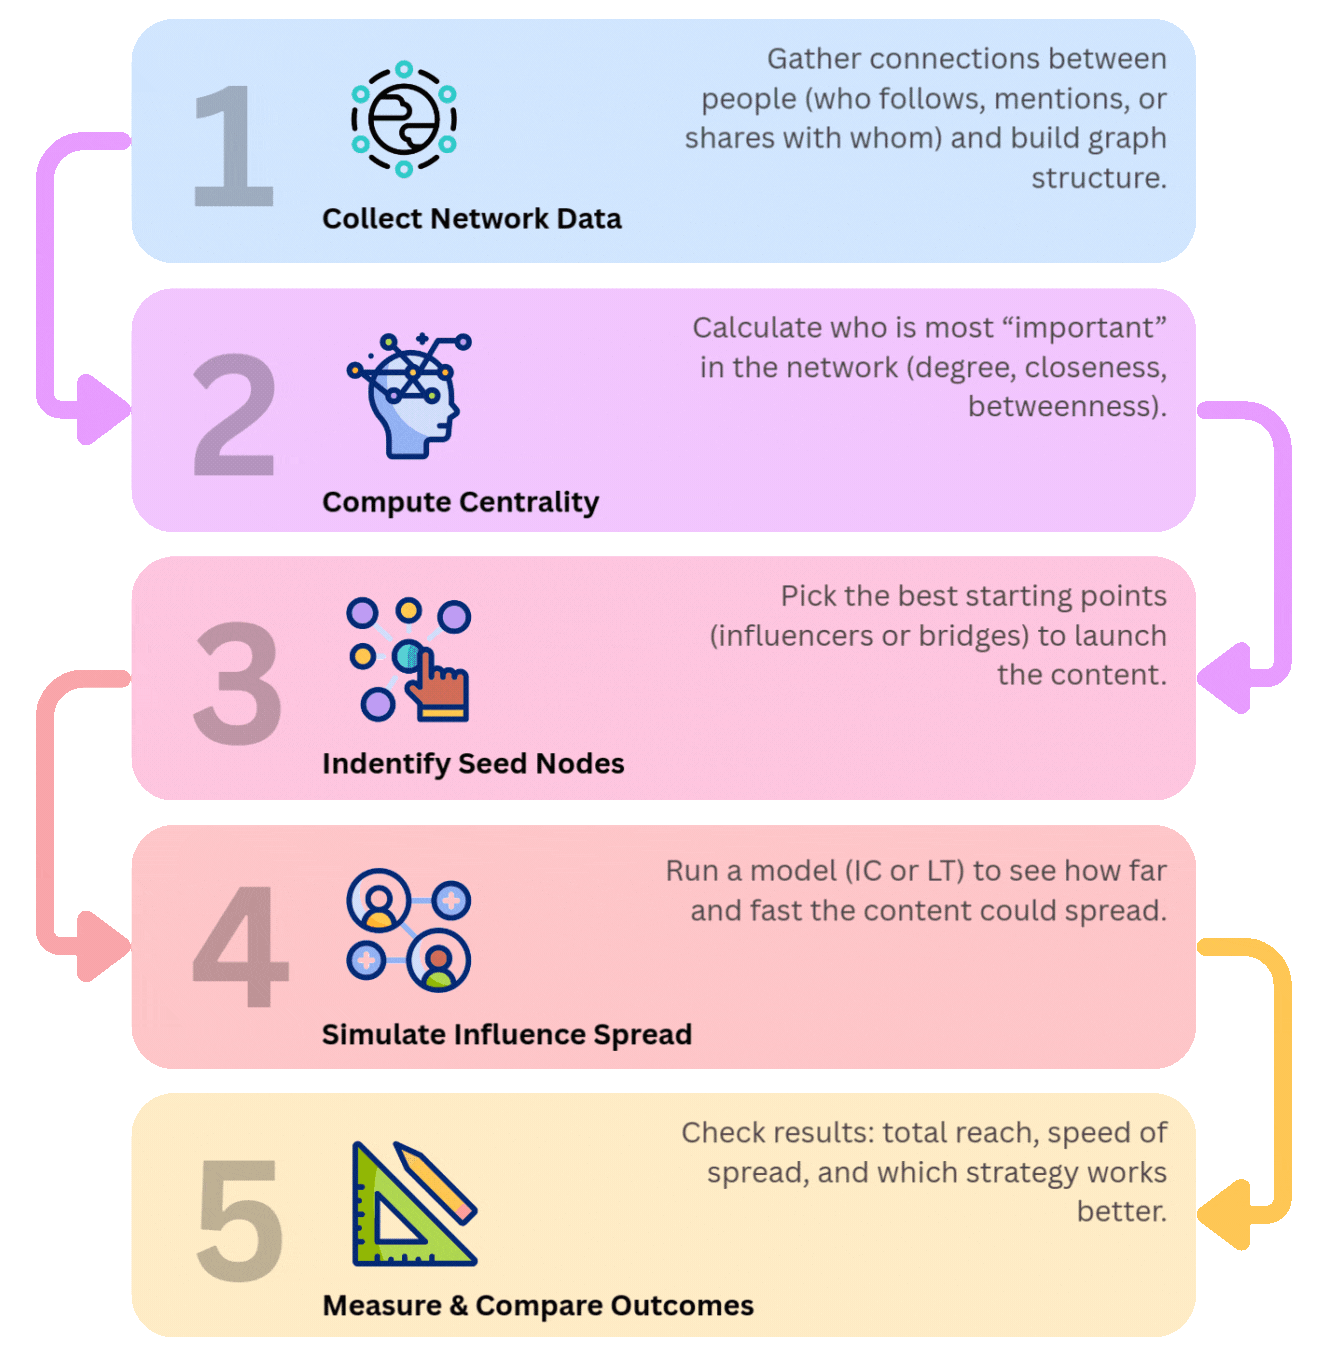 1
Collect Network Data
Gather connections between
people (who follows, mentions, or
shares with whom) and build graph
structure.
2
Compute Centrality
Calculate who is most “important”
in the network (degree, closeness,
betweenness).
3
Indentify Seed Nodes
Pick the best starting points
(influencers or bridges) to launch
the content.
4
Simulate Influence Spread
Run a model (IC or LT) to see how far
and fast the content could spread.
5
Measure & Compare Outcomes
Check results: total reach, speed of
spread, and which strategy works
better.